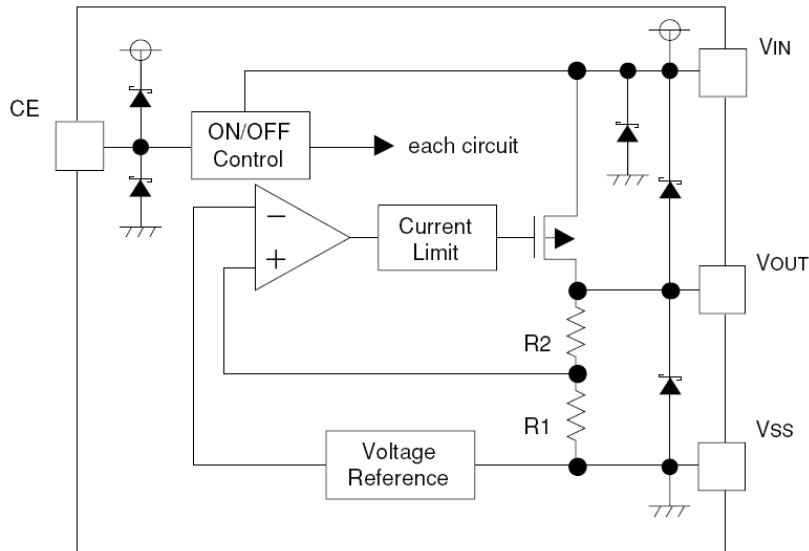 VIN
CE
ON/OFF
Control
each circuit
−
+
Current
Limit
VOUT
R2
R1
VSS
Voltage
Reference